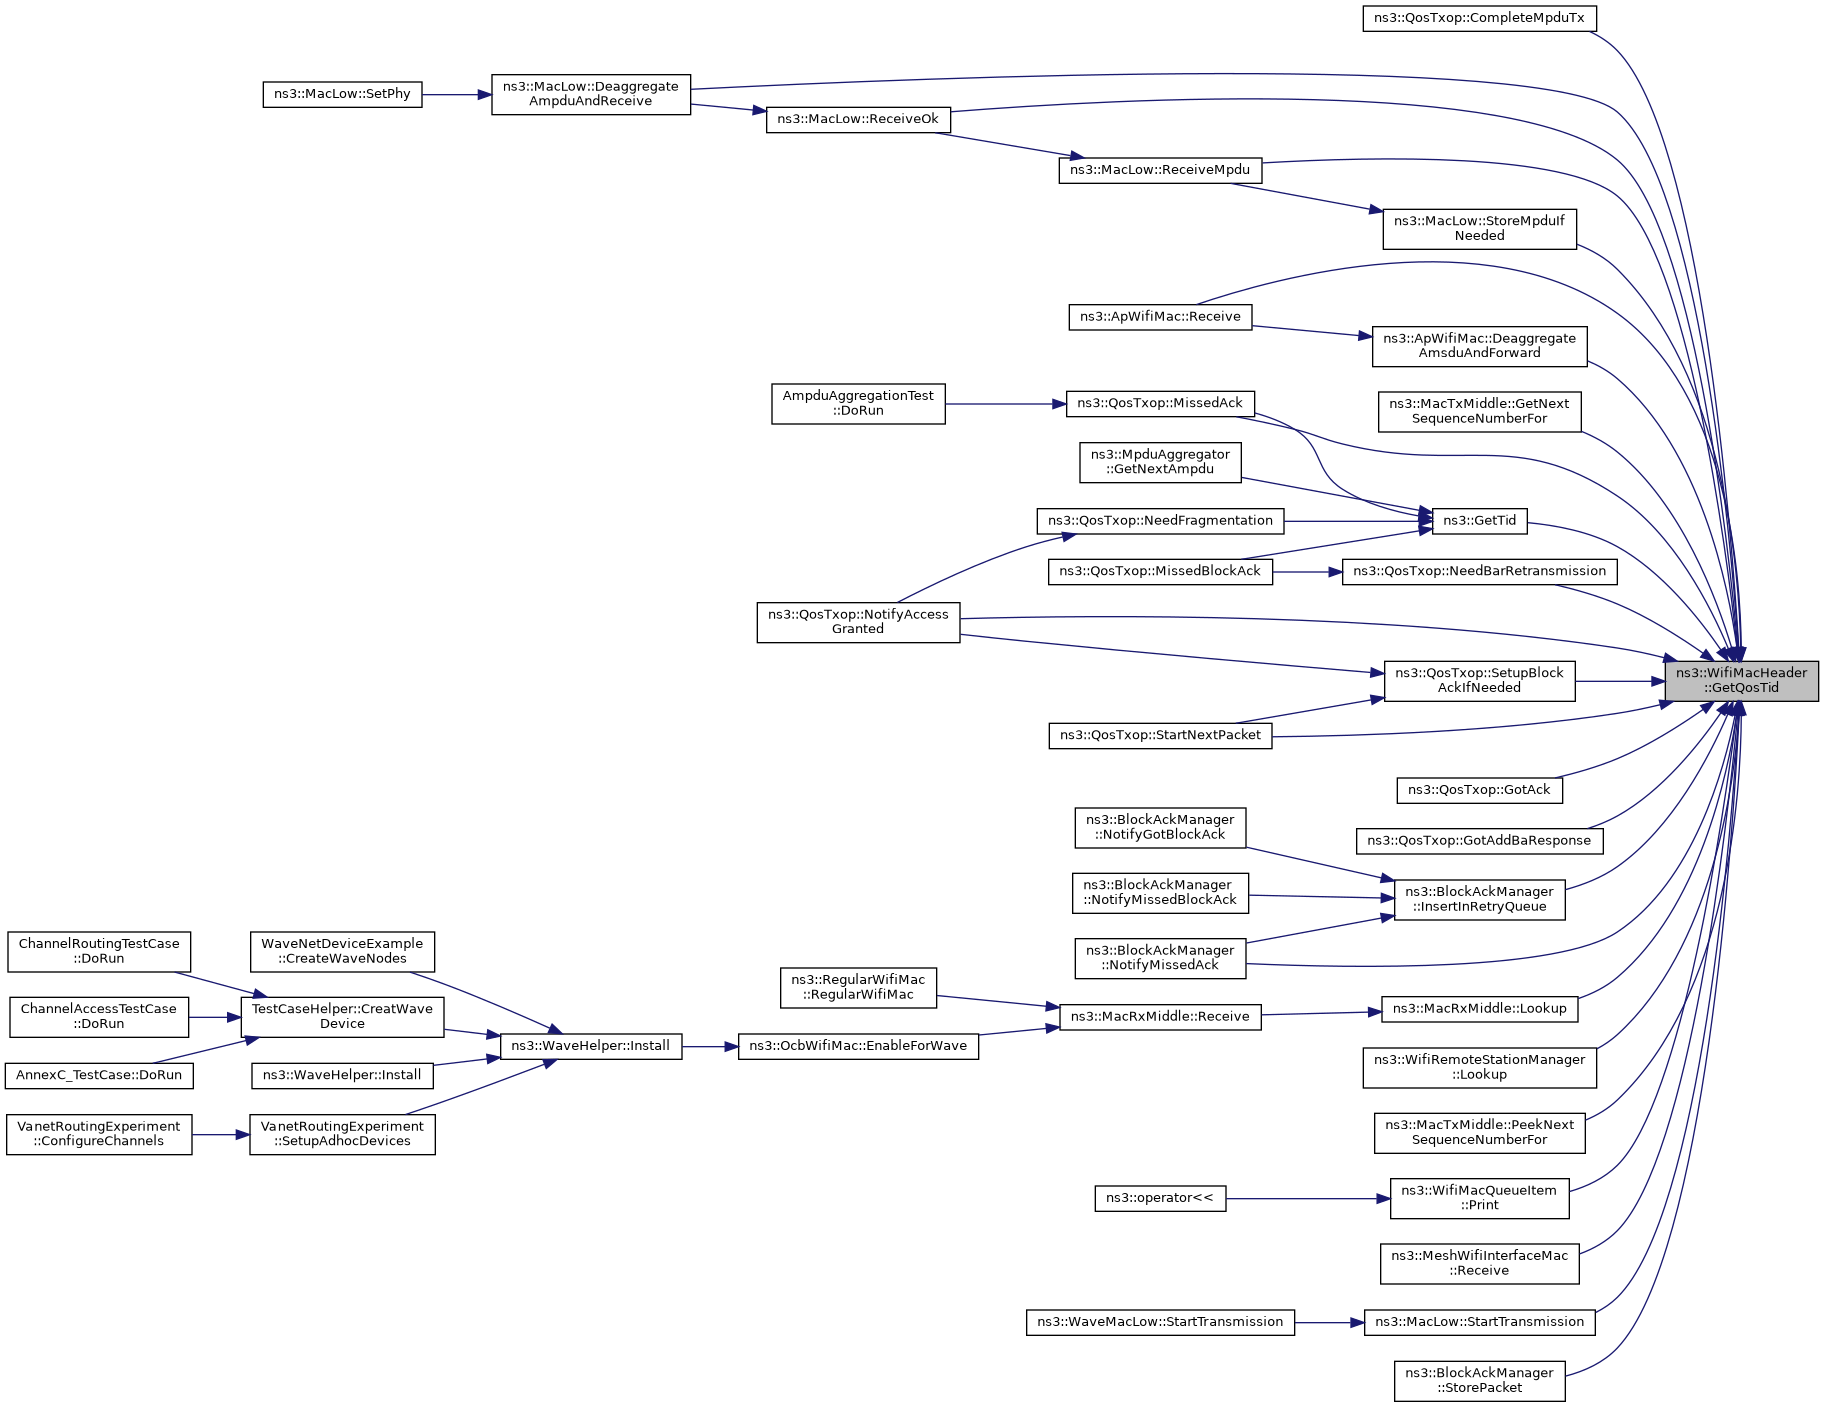 ns3::QosTxop::CompleteMpduTx
ns3::MacLow::SetPhy
ns3::MacLow::Deaggregate
AmpduAndReceive
ns3::MacLow::ReceiveOk
ns3::MacLow::ReceiveMpdu
ns3::MacLow::StoreMpduIf
Needed
ns3::ApWifiMac::Receive
ns3::ApWifiMac::Deaggregate
AmsduAndForward
AmpduAggregationTest
::DoRun
ns3::QosTxop::MissedAck
ns3::MacTxMiddle::GetNext
SequenceNumberFor
ns3::MpduAggregator
::GetNextAmpdu
ns3::QosTxop::NeedFragmentation
ns3::GetTid
ns3::QosTxop::MissedBlockAck
ns3::QosTxop::NeedBarRetransmission
ns3::QosTxop::NotifyAccess
Granted
ns3::QosTxop::SetupBlock
AckIfNeeded
ns3::WifiMacHeader
::GetQosTid
ns3::QosTxop::StartNextPacket
ns3::QosTxop::GotAck
ns3::BlockAckManager
::NotifyGotBlockAck
ns3::QosTxop::GotAddBaResponse
ns3::BlockAckManager
::NotifyMissedBlockAck
ns3::BlockAckManager
::InsertInRetryQueue
ns3::BlockAckManager
::NotifyMissedAck
ChannelRoutingTestCase
::DoRun
WaveNetDeviceExample
::CreateWaveNodes
ns3::RegularWifiMac
::RegularWifiMac
ChannelAccessTestCase
::DoRun
TestCaseHelper::CreatWave
Device
ns3::MacRxMiddle::Receive
ns3::MacRxMiddle::Lookup
ns3::WaveHelper::Install
ns3::OcbWifiMac::EnableForWave
AnnexC_TestCase::DoRun
ns3::WaveHelper::Install
ns3::WifiRemoteStationManager
::Lookup
VanetRoutingExperiment
::ConfigureChannels
VanetRoutingExperiment
::SetupAdhocDevices
ns3::MacTxMiddle::PeekNext
SequenceNumberFor
ns3::operator<<
ns3::WifiMacQueueItem
::Print
ns3::MeshWifiInterfaceMac
::Receive
ns3::WaveMacLow::StartTransmission
ns3::MacLow::StartTransmission
ns3::BlockAckManager
::StorePacket